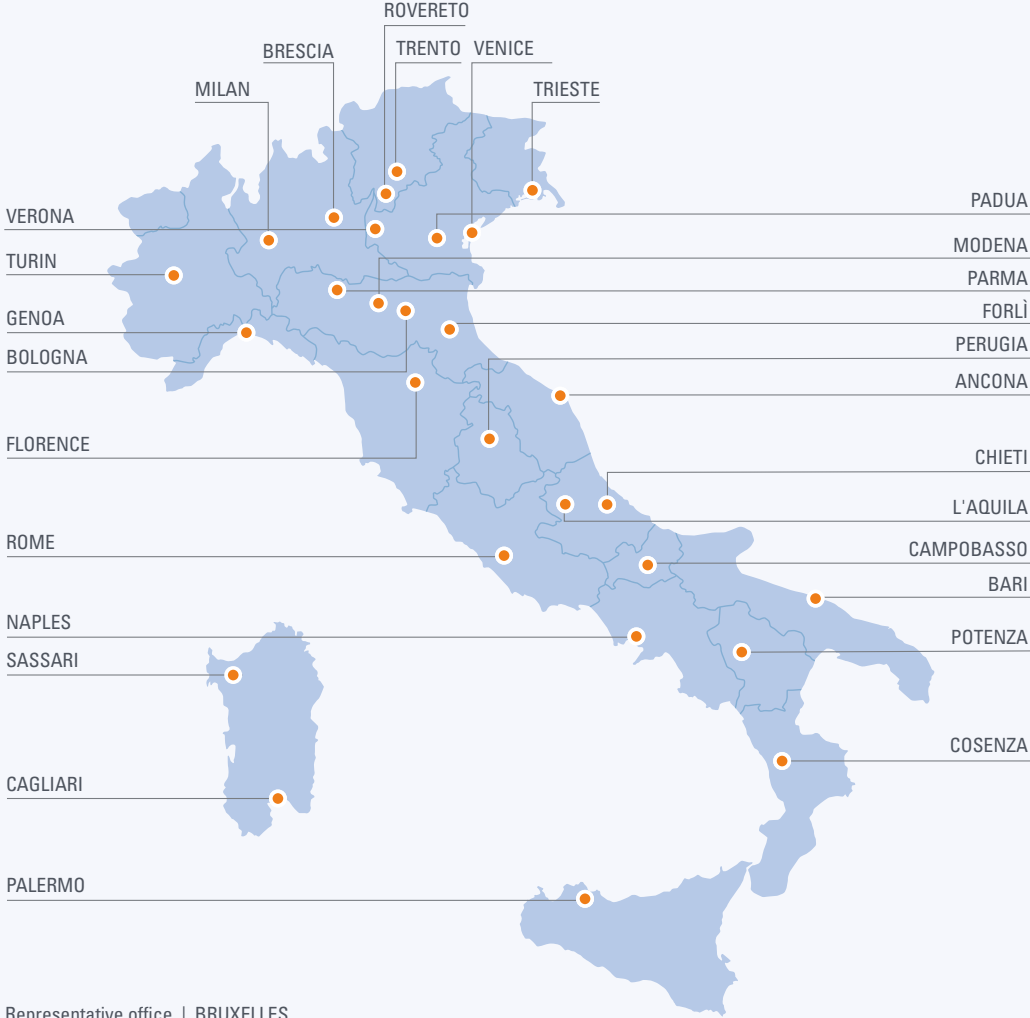 ROVERETO
BRESCIA
TRENTO
VENICE
MILAN
TRIESTE
VERONA
PADUA
MODENA
TURIN
PARMA
GENOA
FORLÌ
BOLOGNA
PERUGIA
ANCONA
FLORENCE
CHIETI
L'AQUILA
ROME
CAMPOBASSO
BARI
NAPLES
POTENZA
SASSARI
COSENZA
CAGLIARI
PALERMO
Representative office | BRUXELLES